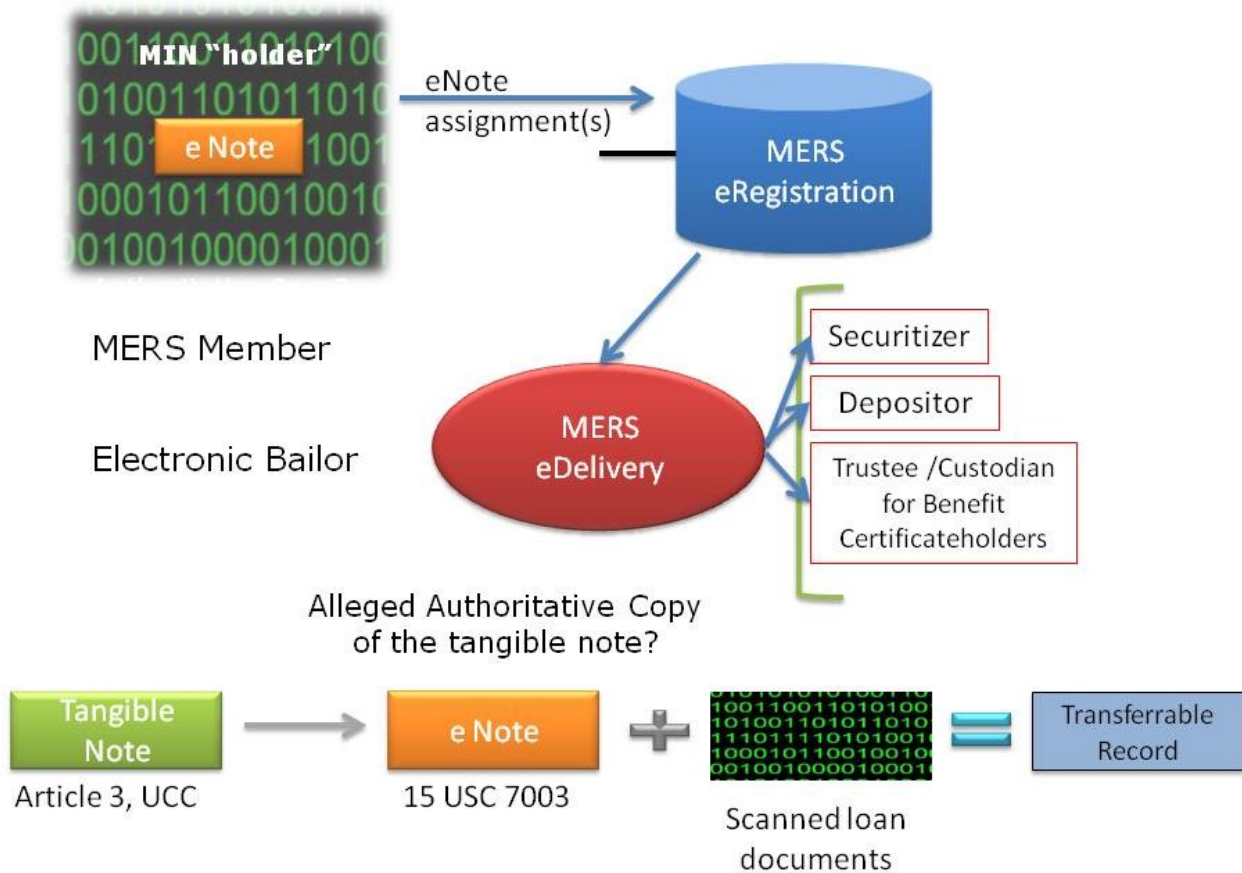 MIN “holder”
e Note
eNote
assignment(s)
MERS
eRegistration
MERS Member
Electronic Bailor
MERS
eDelivery
Securitizer
Depositor
Trustee /Custodian
for Benefit
Certificateholders
Alleged Authoritative Copy
of the tangible note?
Tangible
Note
e Note
Transferrable
Record
Article 3, UCC
15 USC 7003
Scanned loan
documents